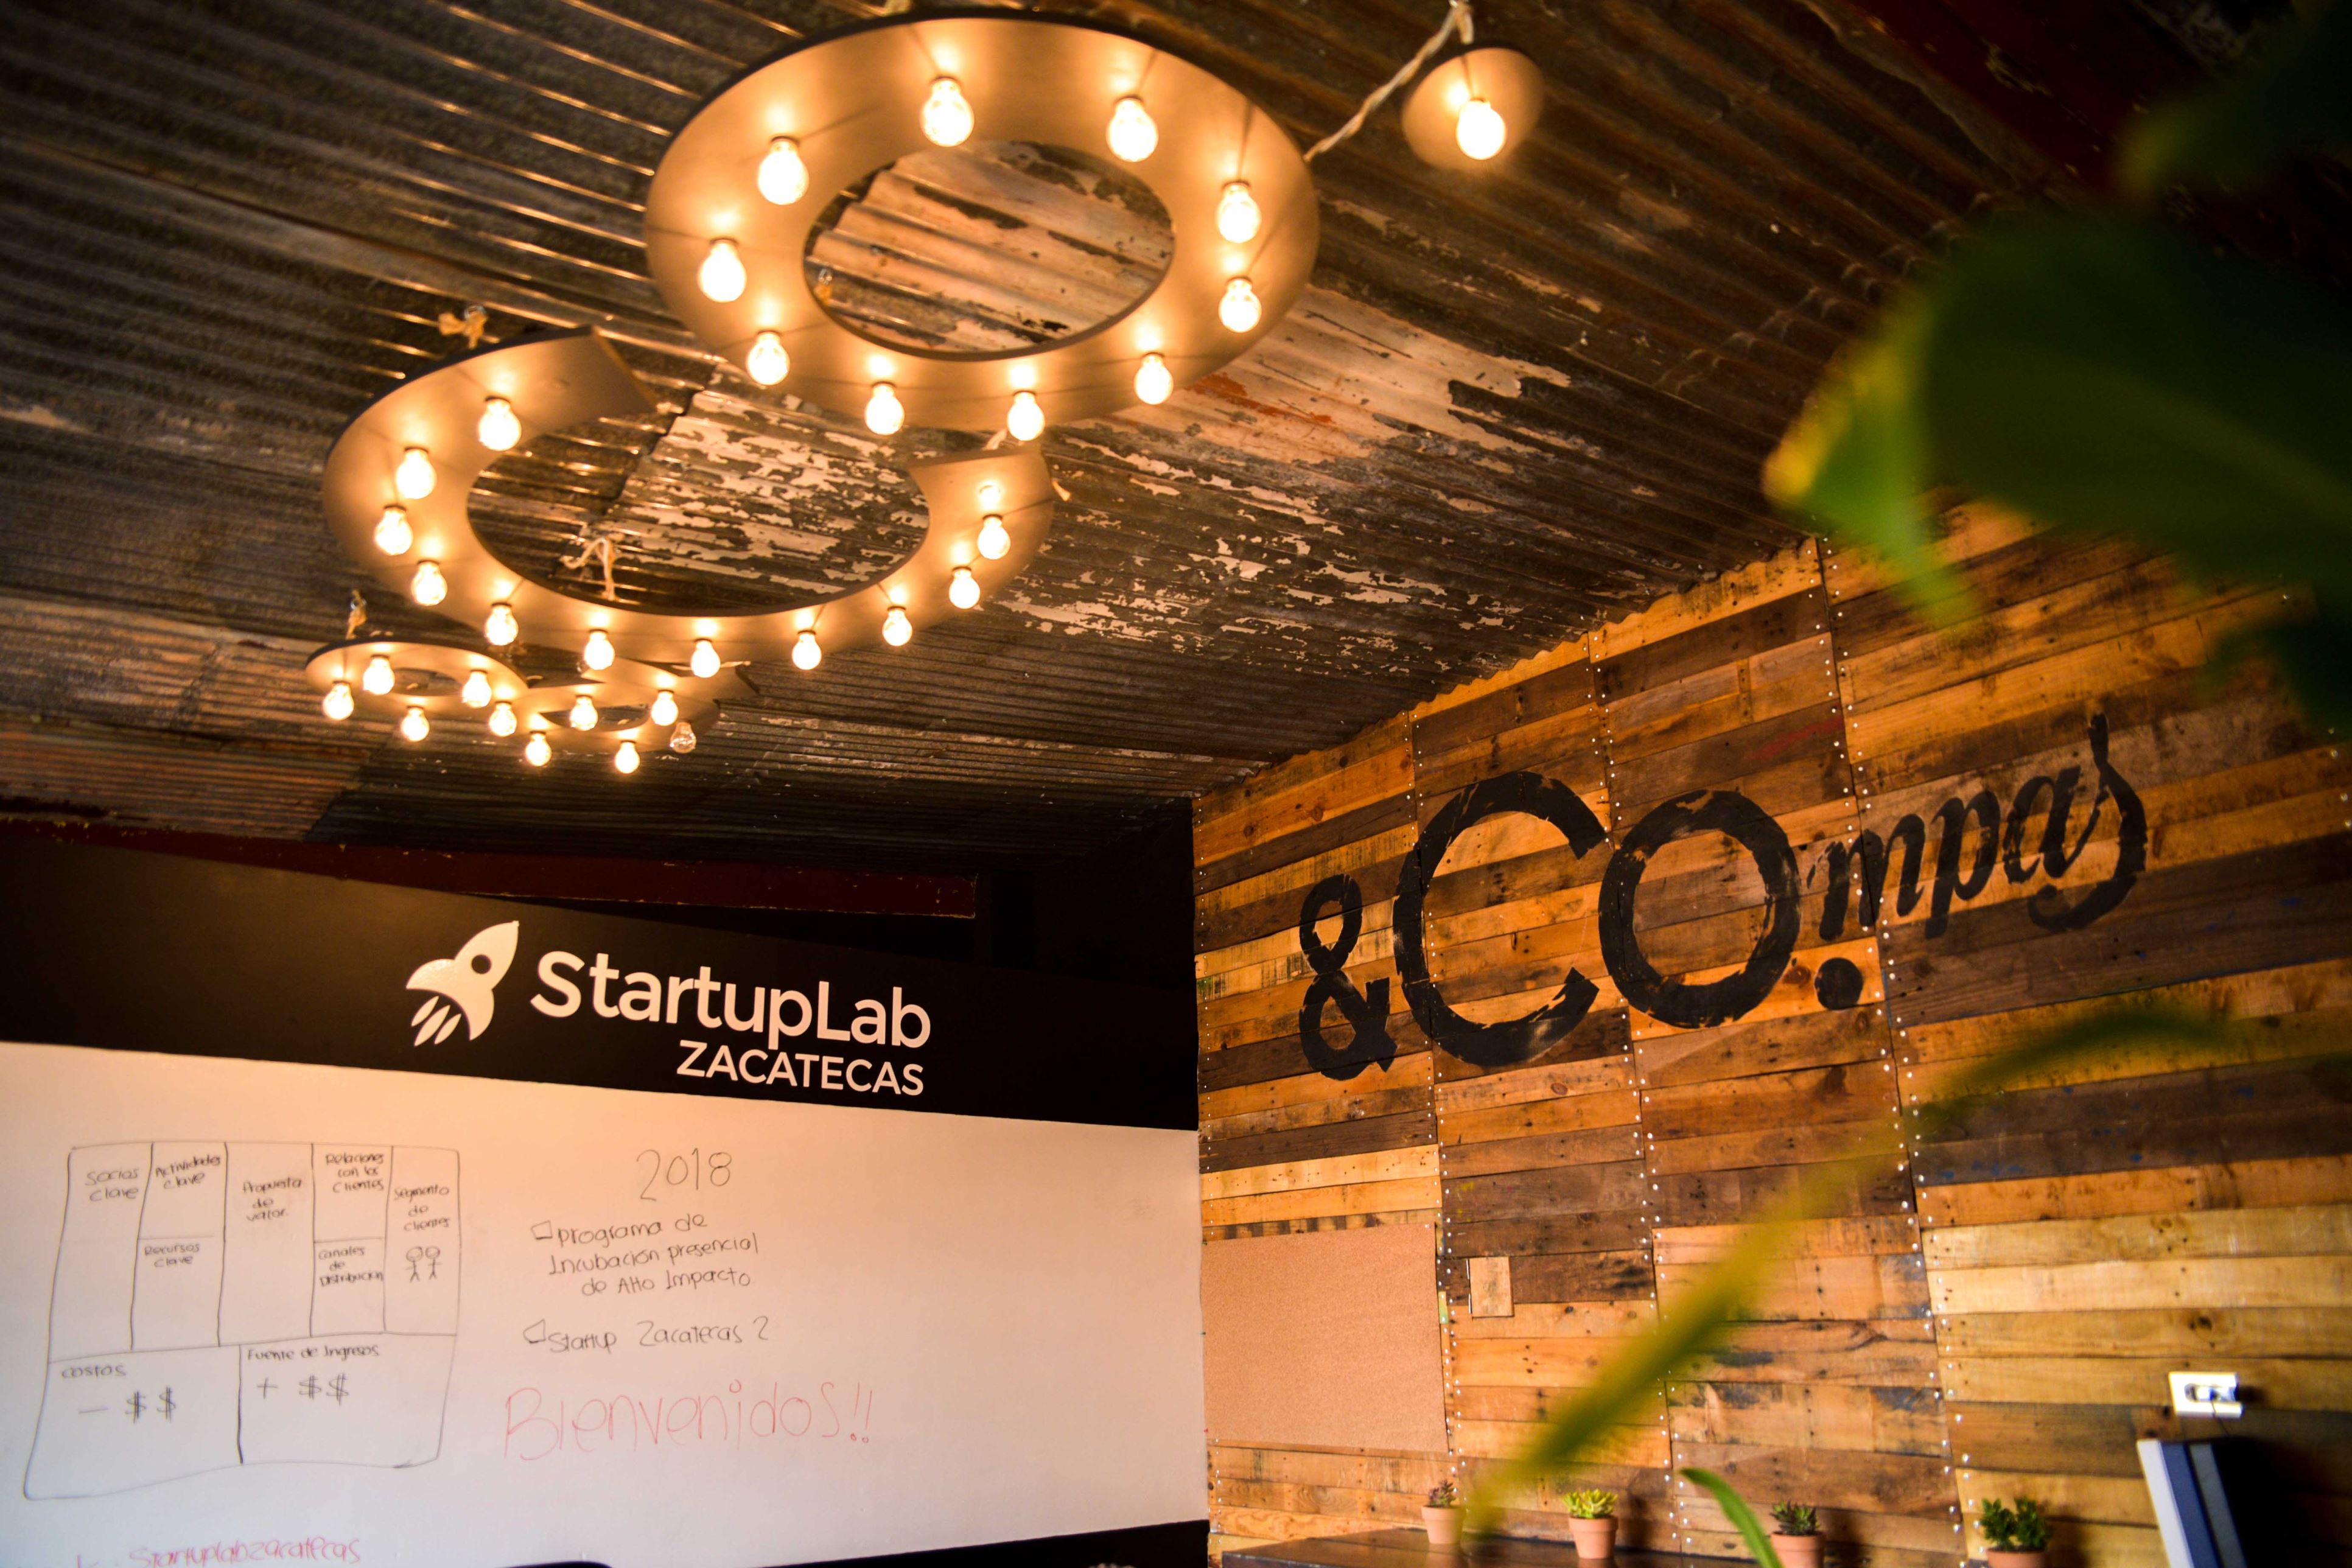 &CO.mpas
StartupLab
ZACATECAS
Socios
Clave
Actividades
Clave
Recursos
Clave
Propuesta
de
valor.
Relaciones
con los
Clientes
Canales
de
Distribucion
Segmento
de
clientes
Costos
- $$
Fuente de Ingresos
+ $$
2018
programa de
Incubación presencial
de Alto Impacto
Startup Zacatecas 2
Bienvenidos!!
Startuplabzacatecas